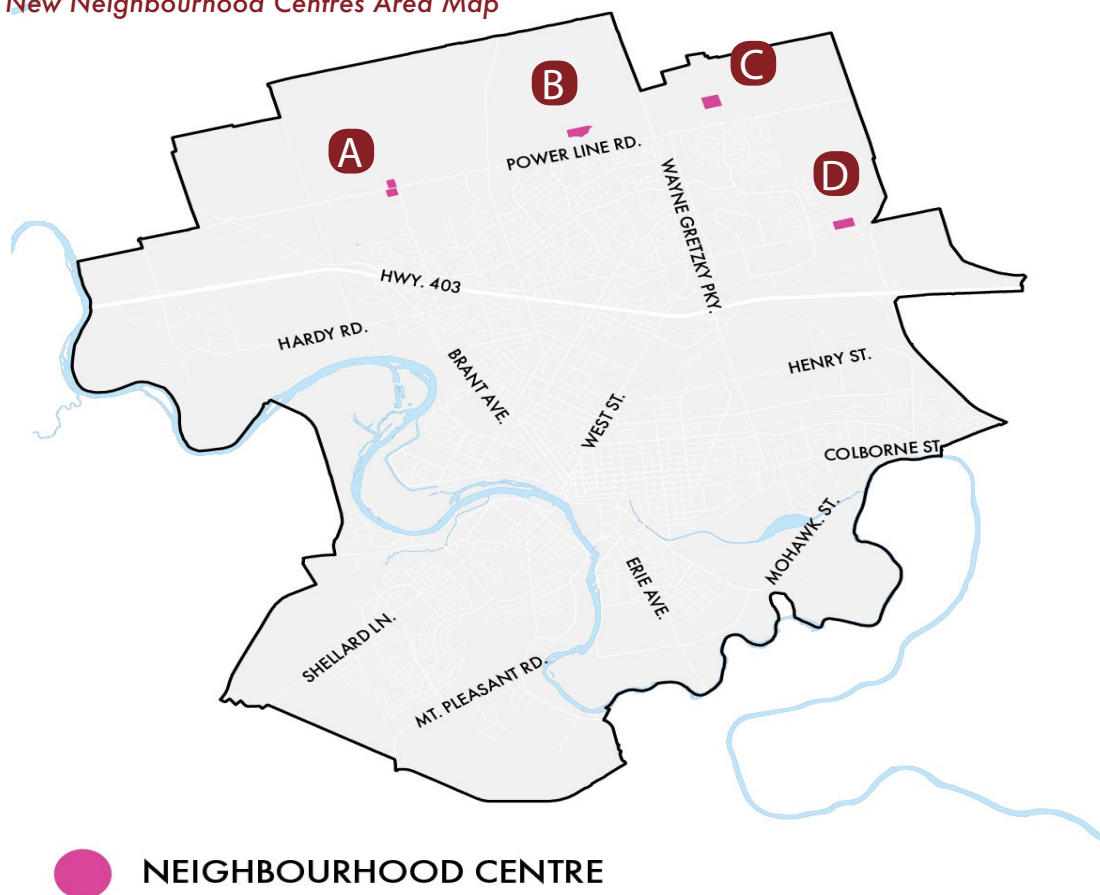 New Neighbourhood Centres Area Map
C
B
A
POWER LINE RD.
D
WAYNE GRETZKY PKY.
HWY. 403
HARDY RD.
BRANT AVE.
HENRY ST.
WEST ST.
COLBORNE ST
MOHAWK. ST.
ERIE AVE.
SHELLARD LN.
MT. PLEASANT RD.
NEIGHBOURHOOD CENTRE